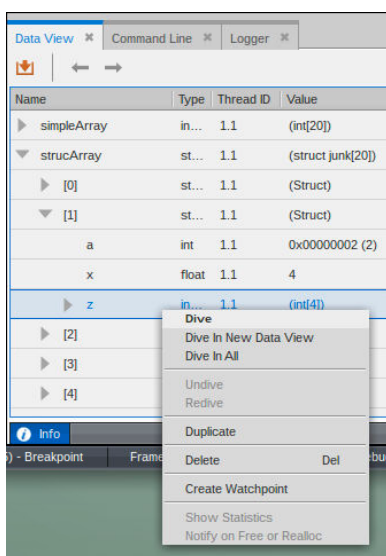 Data View Command Line Logger
Name Type Thread ID Value
simpleArray in... 1.1 (int[20])
strucArray st... 1.1 (struct junk[20])
[0] st... 1.1 (Struct)
[1] st... 1.1 (Struct)
a int 1.1 0x00000002 (2)
x float 1.1 4
z in... 1.1 (int[4])
Dive
[2] Dive In New Data View
Dive In All
[3]
Undive
[4] Redive
Info Duplicate
) - Breakpoint Frame Delete Del
Create Watchpoint
Show Statistics
Notify on Free or Realloc